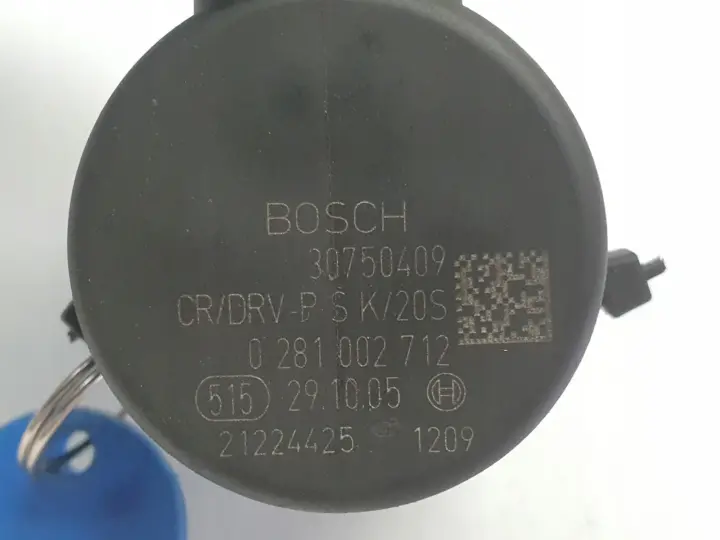 BOSCH
30750409
CR/DRV-P S K/20S
0 281 002 712
515 29.10.05 H
21224425 1209